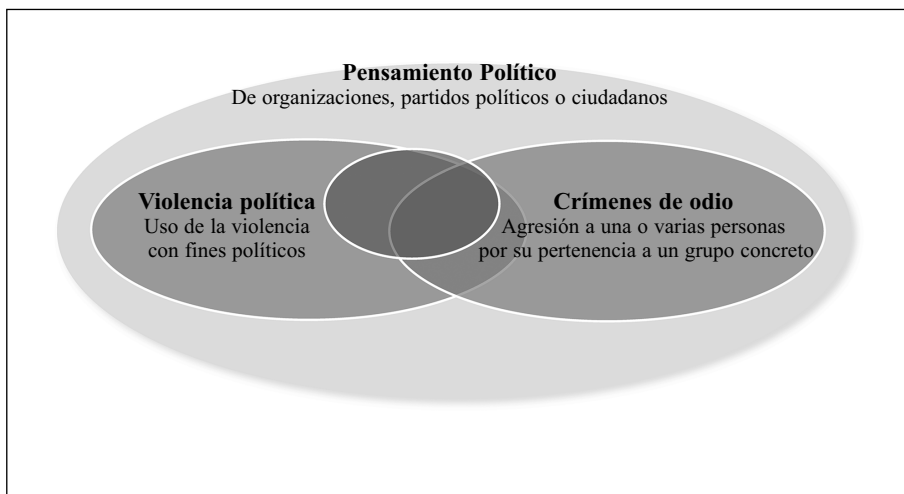 Pensamiento Político
De organizaciones, partidos políticos o ciudadanos
Violencia política
Uso de la violencia
con fines políticos
Crímenes de odio
Agresión a una o varias personas
por su pertenencia a un grupo concreto